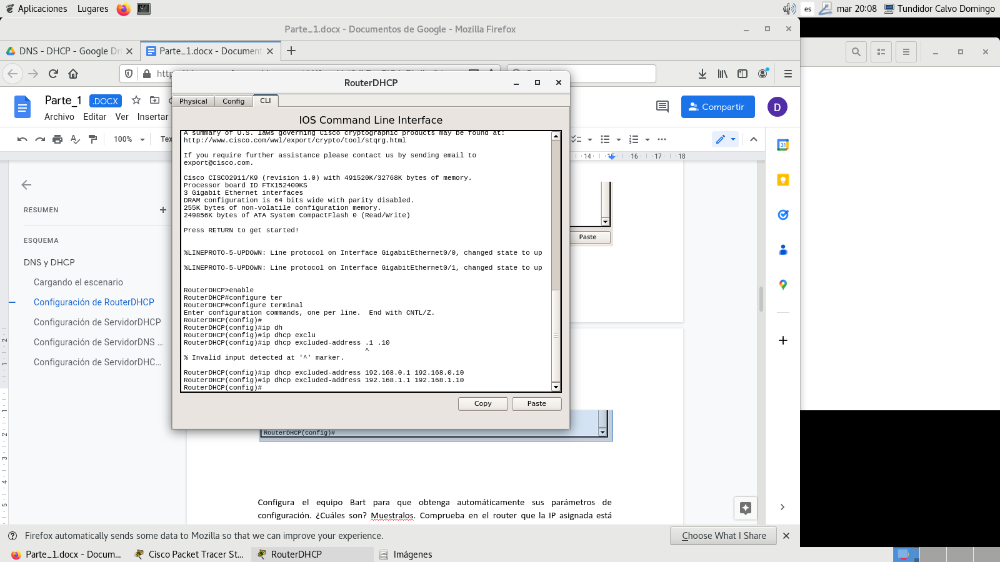 Aplicaciones Lugares es mar 20:08 Tundidor Calvo Domingo
Parte_1.docx - Documentos de Google - Mozilla Firefox
DNS - DHCP - Google Dri Parte_1.docx - Document
RouterDHCP
Physical Config CLI
IOS Command Line Interface
A summary of U.S. laws governing Cisco cryptographic products may be found at:
http://www.cisco.com/wwl/export/crypto/tool/stqrg.html
If you require further assistance please contact us by sending email to
export@cisco.com.
Cisco CISCO2911/K9 (revision 1.0) with 491520K/32768K bytes of memory.
Processor board ID FTX152400KS
3 Gigabit Ethernet interfaces
DRAM configuration is 64 bits wide with parity disabled.
255K bytes of non-volatile configuration memory.
249856K bytes of ATA System CompactFlash 0 (Read/Write)
Press RETURN to get started!
%LINEPROTO-5-UPDOWN: Line protocol on Interface GigabitEthernet0/0, changed state to up
%LINEPROTO-5-UPDOWN: Line protocol on Interface GigabitEthernet0/1, changed state to up
RouterDHCP>enable
RouterDHCP#configure ter
RouterDHCP#configure terminal
Enter configuration commands, one per line.  End with CNTL/Z.
RouterDHCP(config)#
RouterDHCP(config)#ip dh
RouterDHCP(config)#ip dhcp exclu
RouterDHCP(config)#ip dhcp excluded-address .1 .10
^
% Invalid input detected at '^' marker.
RouterDHCP(config)#ip dhcp excluded-address 192.168.0.1 192.168.0.10
RouterDHCP(config)#ip dhcp excluded-address 192.168.1.1 192.168.1.10
RouterDHCP(config)#
Copy Paste
Parte_1 .DOCX
Archivo Editar Ver Insertar
Compartir D
100% Tex
14 15 16 17 18
31
RESUMEN +
ESQUEMA
DNS y DHCP
Cargando el escenario
Configuración de RouterDHCP
Configuración de ServidorDHCP
Configuración de ServidorDNS ...
Configuración de ServidorDHC...
2
1
1
2
3
4
5
Paste
RouterDHCP(config)#
Configura el equipo Bart para que obtenga automáticamente sus parámetros de
configuración. ¿Cuáles son? Muestralos. Comprueba en el router que la IP asignada está
Firefox automatically sends some data to Mozilla so that we can improve your experience. Choose What I Share
Parte_1.docx - Docum... Cisco Packet Tracer St... RouterDHCP Imágenes